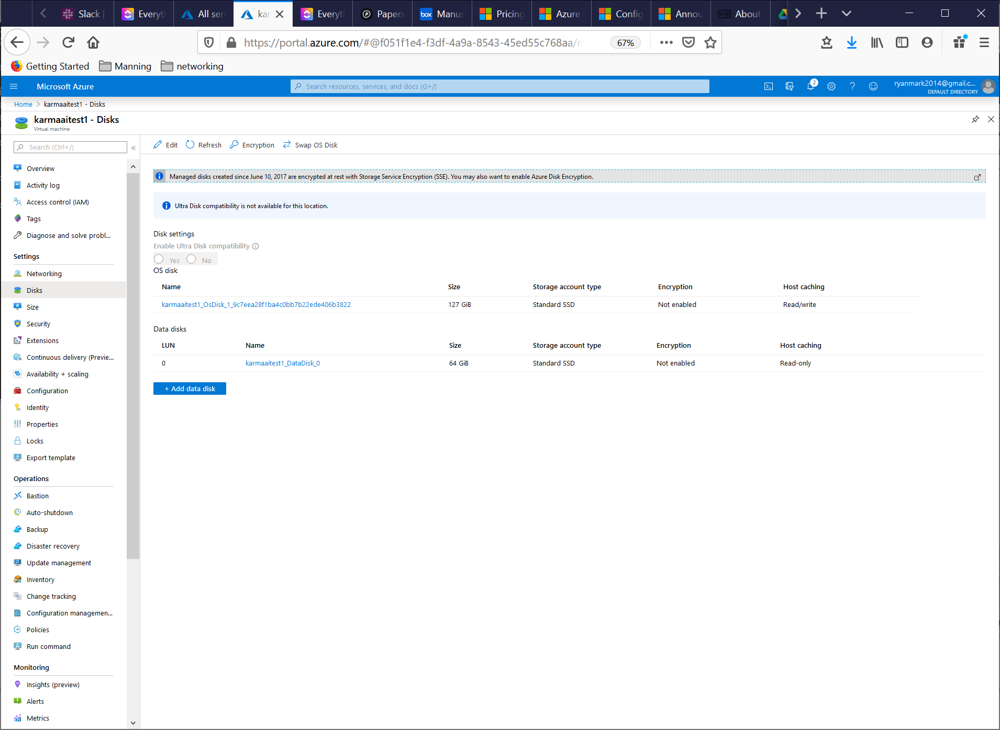 Slack |
Everyt
All ser
kar
Everyt
Papers
box Manus
Pricing
Azure
Config
Annou
About
https://portal.azure.com/#@f051f1e4-f3df-4a9a-8543-45ed55c768aa/r
67%
Getting Started
Manning
networking
Microsoft Azure
Search resources, services, and docs (G+/)
2
ryanmark2014@gmail.c...
DEFAULT DIRECTORY
Home > karmaaitest1 - Disks
karmaaitest1 - Disks
Virtual machine
Search (Ctrl+/)
«
Edit Refresh Encryption Swap OS Disk
Overview
Activity log
Access control (IAM)
Tags
Diagnose and solve probl...
Settings
Networking
Disks
Size
Security
Extensions
Continuous delivery (Previe...
Availability + scaling
Configuration
Identity
Properties
Locks
Export template
Operations
Bastion
Auto-shutdown
Backup
Disaster recovery
Update management
Inventory
Change tracking
Configuration managemen...
Policies
Run command
Monitoring
Insights (preview)
Alerts
Metrics
Managed disks created since June 10, 2017 are encrypted at rest with Storage Service Encryption (SSE). You may also want to enable Azure Disk Encryption.
Ultra Disk compatibility is not available for this location.
Disk settings
Enable Ultra Disk compatibility
Yes No
OS disk
Name Size Storage account type Encryption Host caching
karmaaitest1_OsDisk_1_9c7eea28f1ba4c0bb7b22ede406b3822 127 GiB Standard SSD Not enabled Read/write
Data disks
LUN Name Size Storage account type Encryption Host caching
0 karmaaitest1_DataDisk_0 64 GiB Standard SSD Not enabled Read-only
+ Add data disk